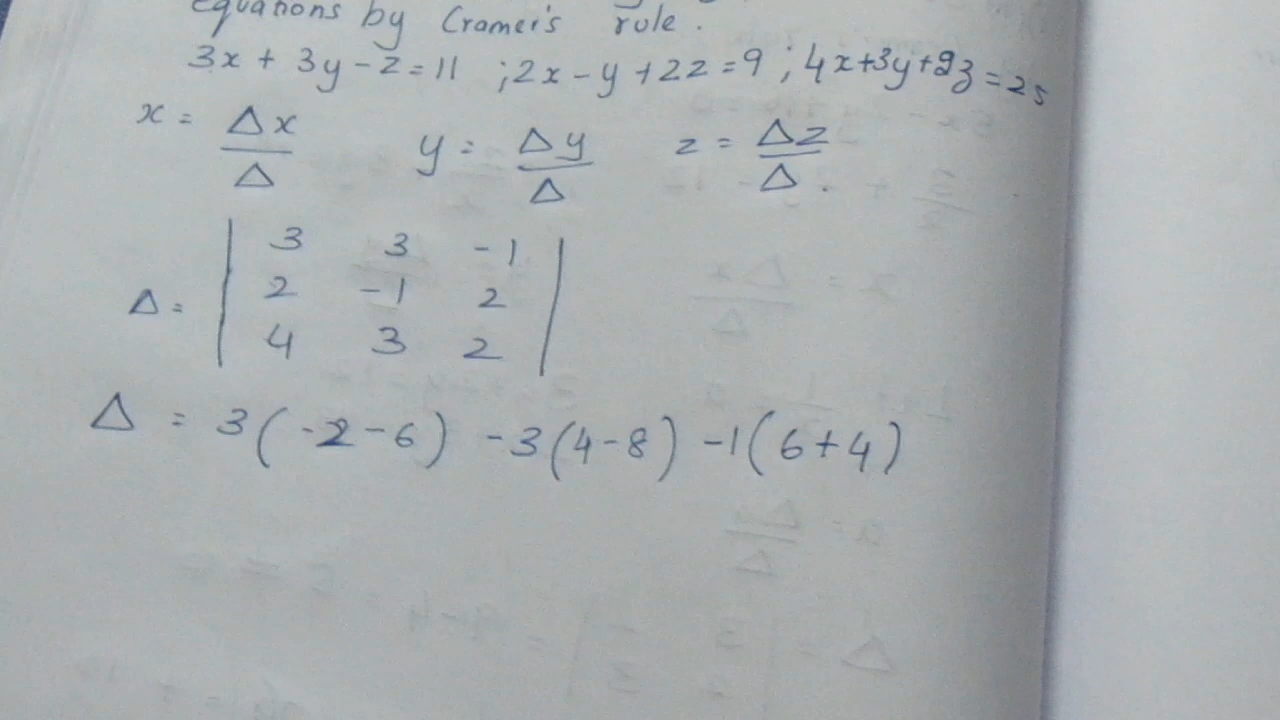 equations by Cramer's rule.
3x + 3y - z = 11 ; 2x - y + 2z = 9 ; 4x + 3y + 2z = 25
x = Δx / Δ y = Δy / Δ z = Δz / Δ.
3 3 -1
Δ = 2 -1 2
4 3 2
Δ = 3(-2-6) -3(4-8) -1(6+4)